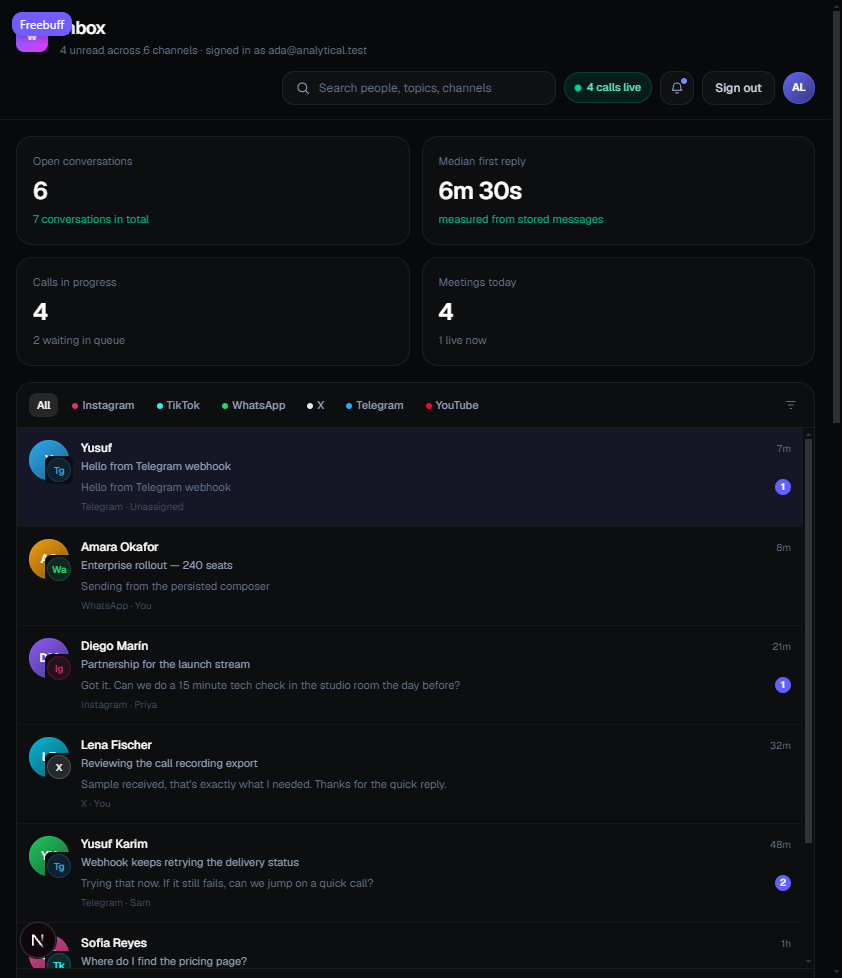 Freebuff
nbox
4 unread across 6 channels · signed in as ada@analytical.test
Search people, topics, channels
4 calls live
Sign out
AL
Open conversations
6
7 conversations in total
Median first reply
6m 30s
measured from stored messages
Calls in progress
4
2 waiting in queue
Meetings today
4
1 live now
All
Instagram
TikTok
WhatsApp
X
Telegram
YouTube
Yusuf
7m
Hello from Telegram webhook
Tg
Hello from Telegram webhook
1
Telegram · Unassigned
Amara Okafor
8m
Enterprise rollout — 240 seats
Wa
Sending from the persisted composer
WhatsApp · You
Diego Marín
21m
Partnership for the launch stream
Ig
Got it. Can we do a 15 minute tech check in the studio room the day before?
1
Instagram · Priya
Lena Fischer
32m
Reviewing the call recording export
X
Sample received, that's exactly what I needed. Thanks for the quick reply.
X · You
Yusuf Karim
48m
Webhook keeps retrying the delivery status
Tg
Trying that now. If it still fails, can we jump on a quick call?
2
Telegram · Sam
N
Sofia Reyes
1h
Where do I find the pricing page?
Tk